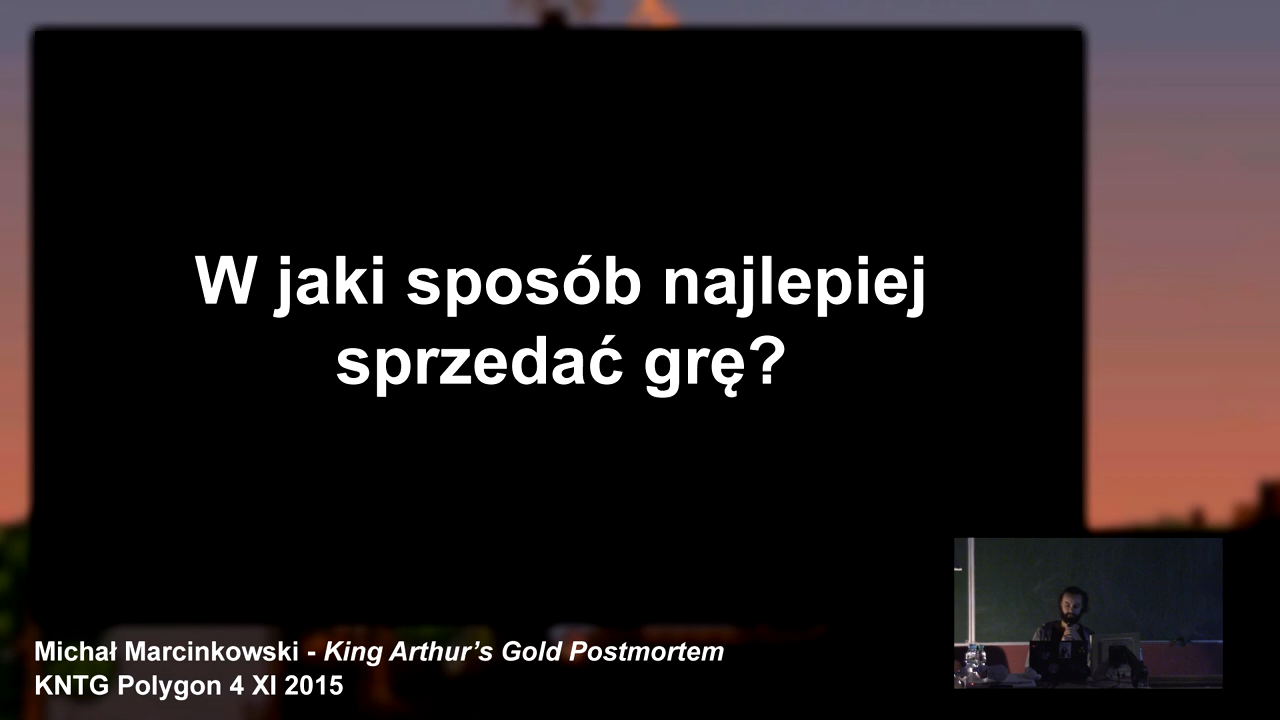 W jaki sposób najlepiej
sprzedać grę?
Michał Marcinkowski - King Arthur’s Gold Postmortem
KNTG Polygon 4 XI 2015